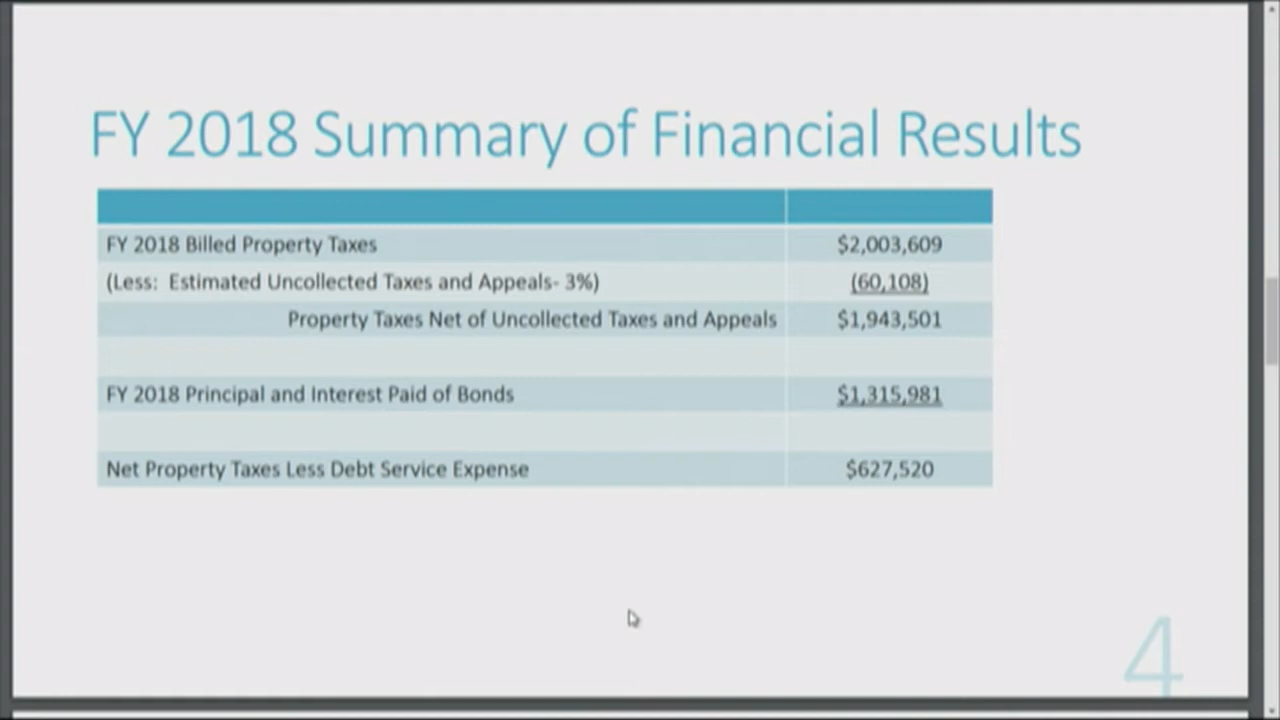 FY 2018 Summary of Financial Results
FY 2018 Billed Property Taxes $2,003,609
(Less: Estimated Uncollected Taxes and Appeals- 3%) (60,108)
Property Taxes Net of Uncollected Taxes and Appeals $1,943,501
FY 2018 Principal and Interest Paid of Bonds $1,315,981
Net Property Taxes Less Debt Service Expense $627,520
4